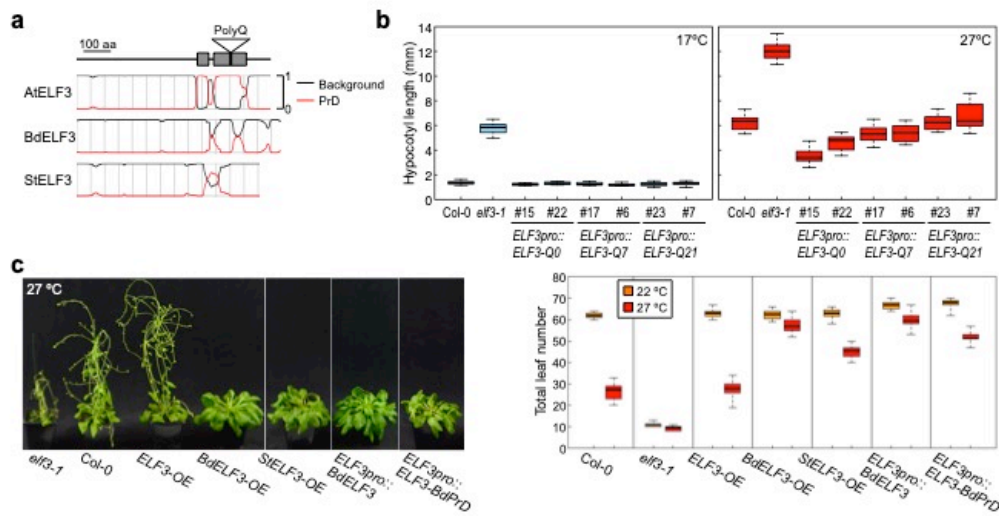 a
PolyQ
100 aa
AtELF3
1
0
Background
PrD
BdELF3
StELF3
b
Hypocotyl length (mm)
14
12
10
8
6
4
2
0
17ºC
27ºC
Col-0 elf3-1 #15 #22 #17 #6 #23 #7
ELF3pro:: ELF3pro:: ELF3pro::
ELF3-Q0 ELF3-Q7 ELF3-Q21
Col-0 elf3-1 #15 #22 #17 #6 #23 #7
ELF3pro:: ELF3pro:: ELF3pro::
ELF3-Q0 ELF3-Q7 ELF3-Q21
c
27 ºC
elf3-1
Col-0
ELF3-OE
BdELF3-OE
StELF3-OE
ELF3pro::
BdELF3
ELF3pro::
ELF3-BdPrD
Total leaf number
80
70
60
50
40
30
20
10
0
22 ºC
27 ºC
Col-0
elf3-1
ELF3-OE
BdELF3-OE
StELF3-OE
ELF3pro::
BdELF3
ELF3pro::
ELF3-BdPrD